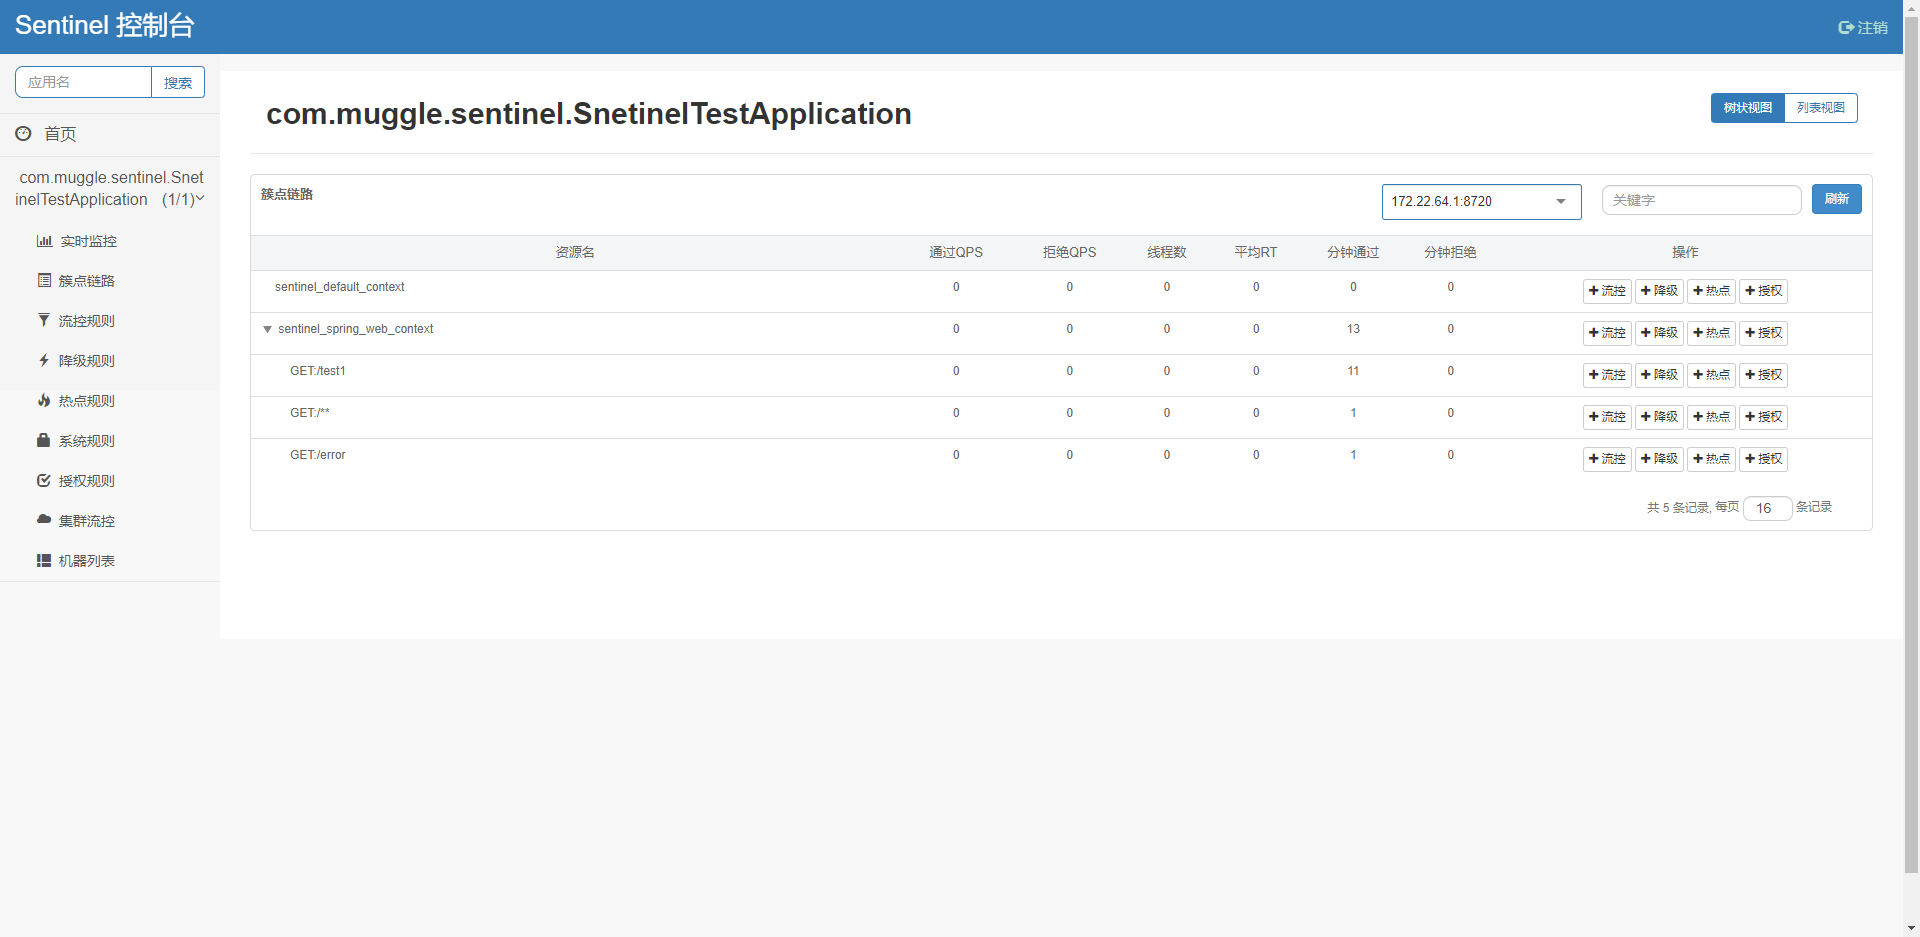 Sentinel 控制台
注销
应用名 搜索
首页
com.muggle.sentinel.Snet
inelTestApplication (1/1)
实时监控
簇点链路
流控规则
降级规则
热点规则
系统规则
授权规则
集群流控
机器列表
com.muggle.sentinel.SnetinelTestApplication
树状视图 列表视图
簇点链路 172.22.64.1:8720 关键字 刷新
资源名 通过QPS 拒绝QPS 线程数 平均RT 分钟通过 分钟拒绝 操作
sentinel_default_context 0 0 0 0 0 0 流控 降级 热点 授权
sentinel_spring_web_context 0 0 0 0 13 0 流控 降级 热点 授权
GET:/test1 0 0 0 0 11 0 流控 降级 热点 授权
GET:/** 0 0 0 0 1 0 流控 降级 热点 授权
GET:/error 0 0 0 0 1 0 流控 降级 热点 授权
共 5 条记录, 每页 16 条记录